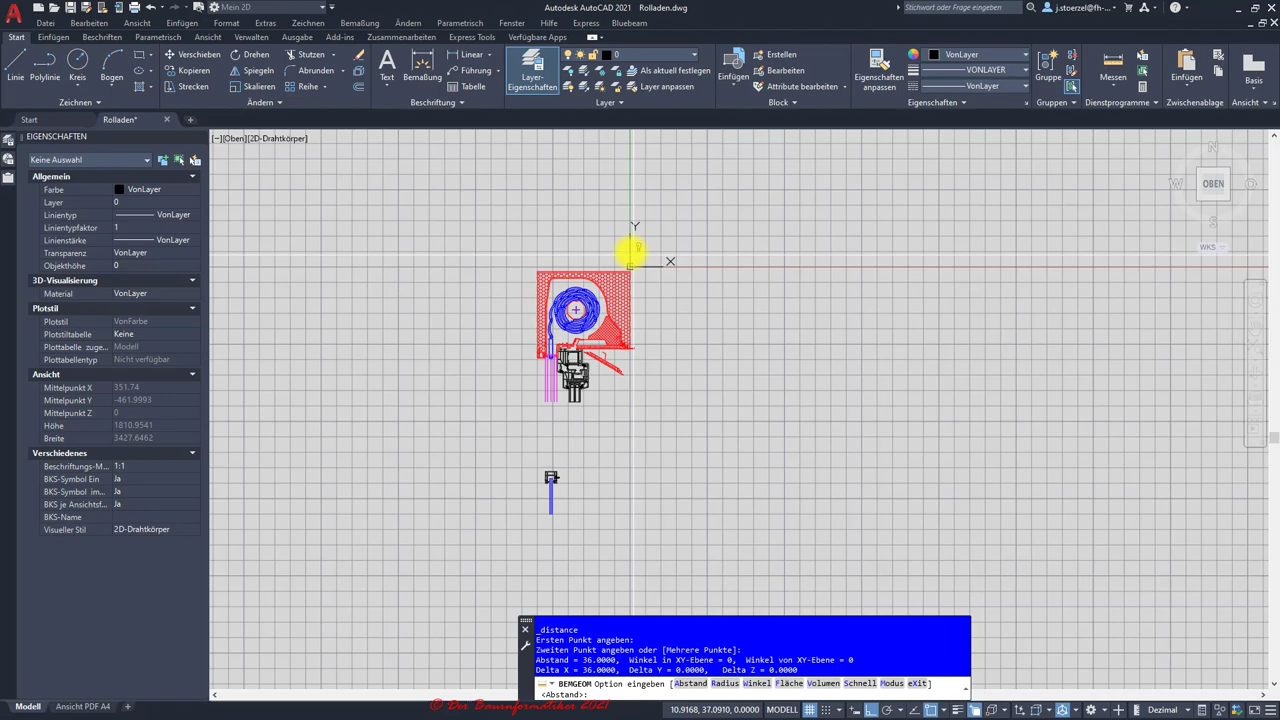 Mein 2D
Autodesk AutoCAD 2021 Rolladen.dwg
Stichwort oder Frage eingeben
j.stoerzel@fh-...
Datei Bearbeiten Ansicht Einfügen Format Extras Zeichnen Bemaßung Ändern Parametrisch Fenster Hilfe Express Bluebeam
Start Einfügen Beschriften Parametrisch Ansicht Verwalten Ausgabe Add-ins Zusammenarbeiten Express Tools Verfügbare Apps
Linie Polylinie Kreis Bogen
Verschieben Drehen Stutzen
Kopieren Spiegeln Abrunden
Strecken Skalieren Reihe
Text Bemaßung
Linear
Führung
Tabelle
Layer-
Eigenschaften
0
Als aktuell festlegen
Layer anpassen
Einfügen
Erstellen
Bearbeiten
Attribute bearbeiten
Eigenschaften
anpassen
VonLayer
VONLAYER
VonLayer
Gruppe
Messen
Einfügen
Basis
Zeichnen Ändern Beschriftung Layer Block Eigenschaften Gruppen Dienstprogramme Zwischenablage Ansicht
Start Rolladen*
EIGENSCHAFTEN
[−][Oben][2D-Drahtkörper]
Keine Auswahl
Allgemein
Farbe VonLayer
Layer 0
Linientyp VonLayer
Linientypfaktor 1
Linienstärke VonLayer
Transparenz VonLayer
Objekthöhe 0
3D-Visualisierung
Material VonLayer
Plotstil
Plotstil VonFarbe
Plotstiltabelle Keine
Plottabelle zuge... Modell
Plottabellentyp Nicht verfügbar
Ansicht
Mittelpunkt X 351.74
Mittelpunkt Y -461.9993
Mittelpunkt Z 0
Höhe 1810.9541
Breite 3427.6462
Verschiedenes
Beschriftungs-M... 1:1
BKS-Symbol Ein Ja
BKS-Symbol im... Ja
BKS je Ansichtsf... Ja
BKS-Name
Visueller Stil 2D-Drahtkörper
Y
X
N
W OBEN O
S
WKS
_distance
Ersten Punkt angeben:
Zweiten Punkt angeben oder [Mehrere Punkte]:
Abstand = 36.0000, Winkel in XY-Ebene = 0, Winkel von XY-Ebene = 0
Delta X = 36.0000, Delta Y = 0.0000, Delta Z = 0.0000
BEMGEOM Option eingeben [Abstand Radius Winkel Fläche Volumen Schnell Modus eXit]
<Abstand>:
Modell Ansicht PDF A4
© Der Bauinformatiker 2021
10.9168, 37.0910, 0.0000 MODELL
1:1
Dezimal